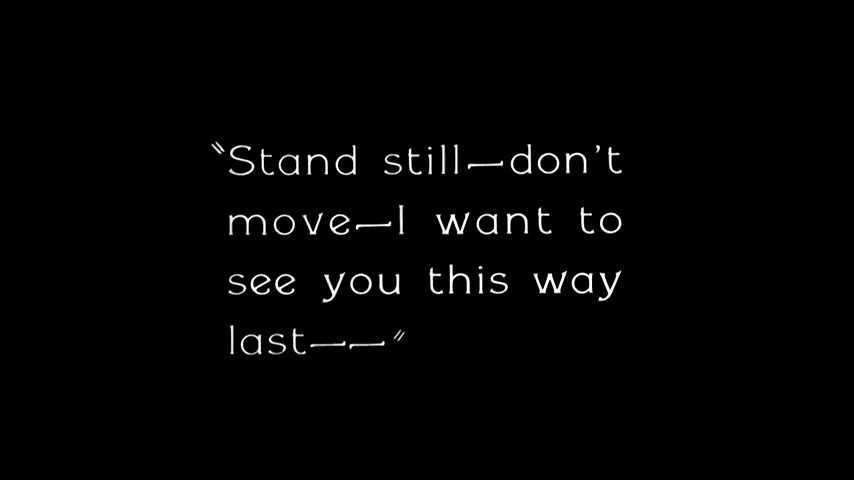 “Stand still—don’t
move—I want to
see you this way
last——”